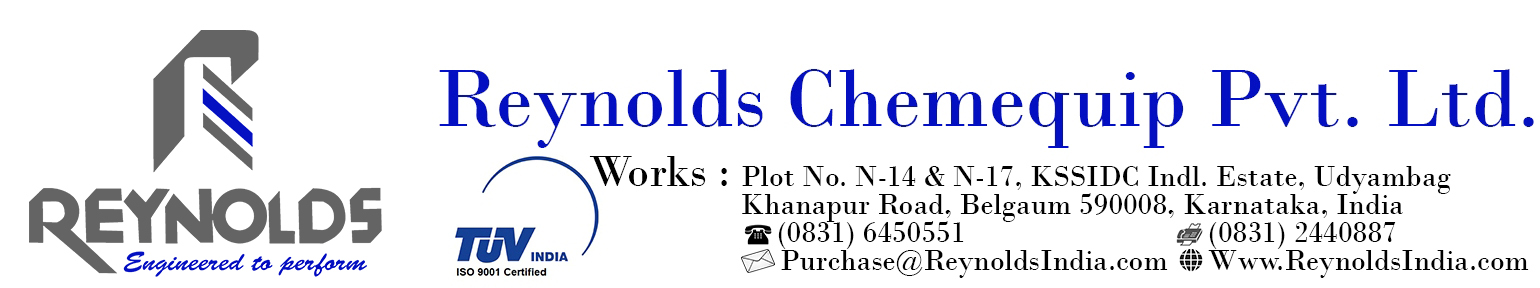 REYNOLDS
Engineered to perform
Reynolds Chemequip Pvt. Ltd.
TÜV INDIA
ISO 9001 Certified
Works : Plot No. N-14 & N-17, KSSIDC Indl. Estate, Udyambag
Khanapur Road, Belgaum 590008, Karnataka, India
(0831) 6450551 (0831) 2440887
Purchase@ReynoldsIndia.com Www.ReynoldsIndia.com